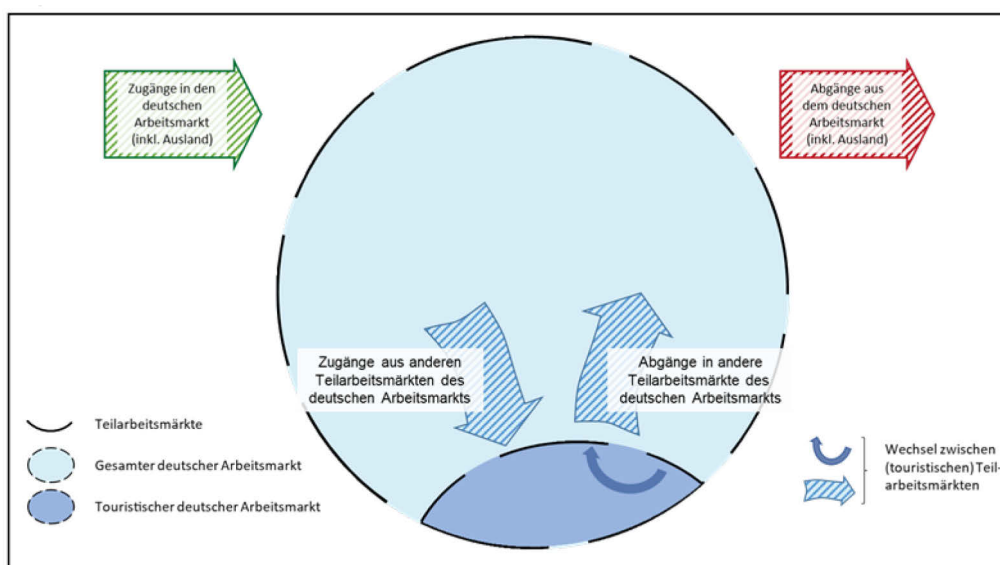 Zugänge in den
deutschen
Arbeitsmarkt
(inkl. Ausland)
Abgänge aus
dem deutschen
Arbeitsmarkt
(inkl. Ausland)
Zugänge aus anderen
Teilarbeitsmärkten des
deutschen Arbeitsmarkts
Abgänge in andere
Teilarbeitsmärkte des
deutschen Arbeitsmarkts
Teilarbeitsmärkte
Gesamter deutscher Arbeitsmarkt
Touristischer deutscher Arbeitsmarkt
Wechsel zwischen
(touristischen) Teil-
arbeitsmärkten